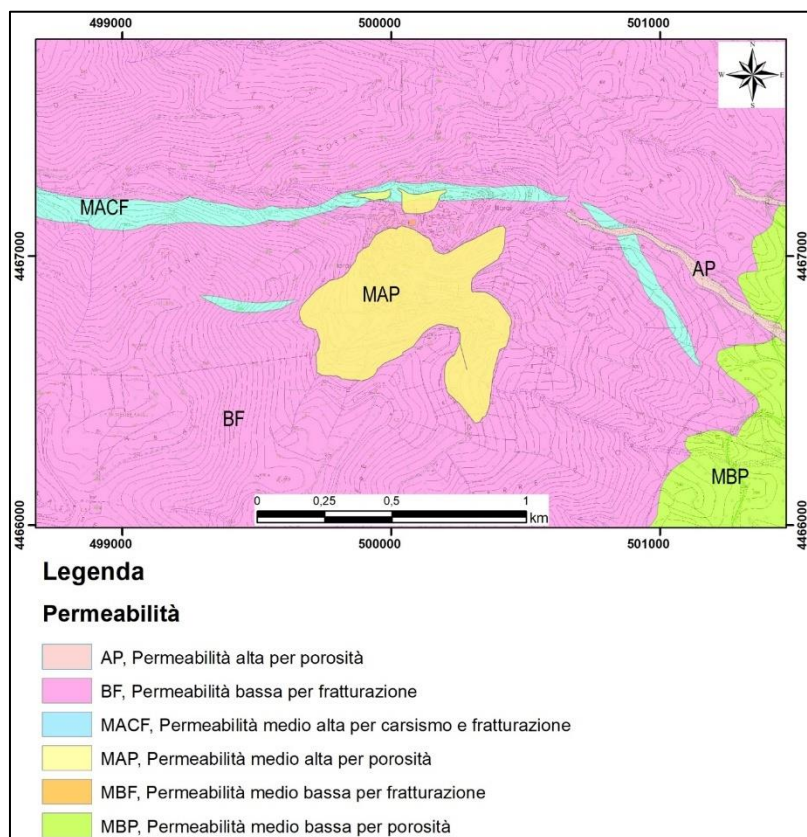 499000 500000 501000
N
W E
S
4467000 4467000
MACF
AP
MAP
BF
MBP
0 0,25 0,5 1
km
4466000 4466000
499000 500000 501000
Legenda
Permeabilità
AP, Permeabilità alta per porosità
BF, Permeabilità bassa per fratturazione
MACF, Permeabilità medio alta per carsismo e fratturazione
MAP, Permeabilità medio alta per porosità
MBF, Permeabilità medio bassa per fratturazione
MBP, Permeabilità medio bassa per porosità